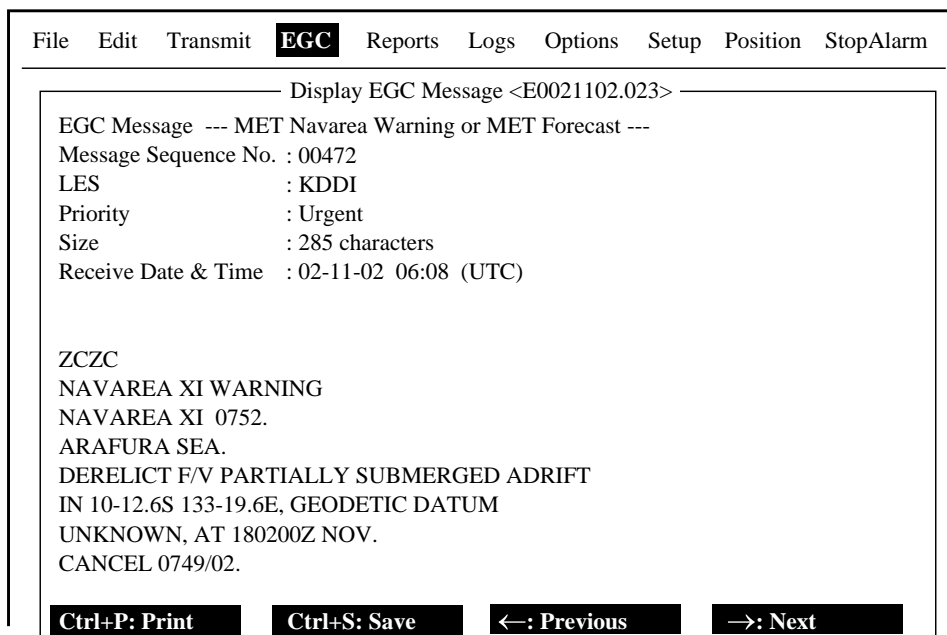 File Edit Transmit EGC Reports Logs Options Setup Position StopAlarm
Display EGC Message <E0021102.023>
EGC Message --- MET Navarea Warning or MET Forecast ---
Message Sequence No. : 00472
LES : KDDI
Priority : Urgent
Size : 285 characters
Receive Date & Time : 02-11-02 06:08 (UTC)
ZCZC
NAVAREA XI WARNING
NAVAREA XI 0752.
ARAFURA SEA.
DERELICT F/V PARTIALLY SUBMERGED ADRIFT
IN 10-12.6S 133-19.6E, GEODETIC DATUM
UNKNOWN, AT 180200Z NOV.
CANCEL 0749/02.
Ctrl+P: Print Ctrl+S: Save ←: Previous →: Next